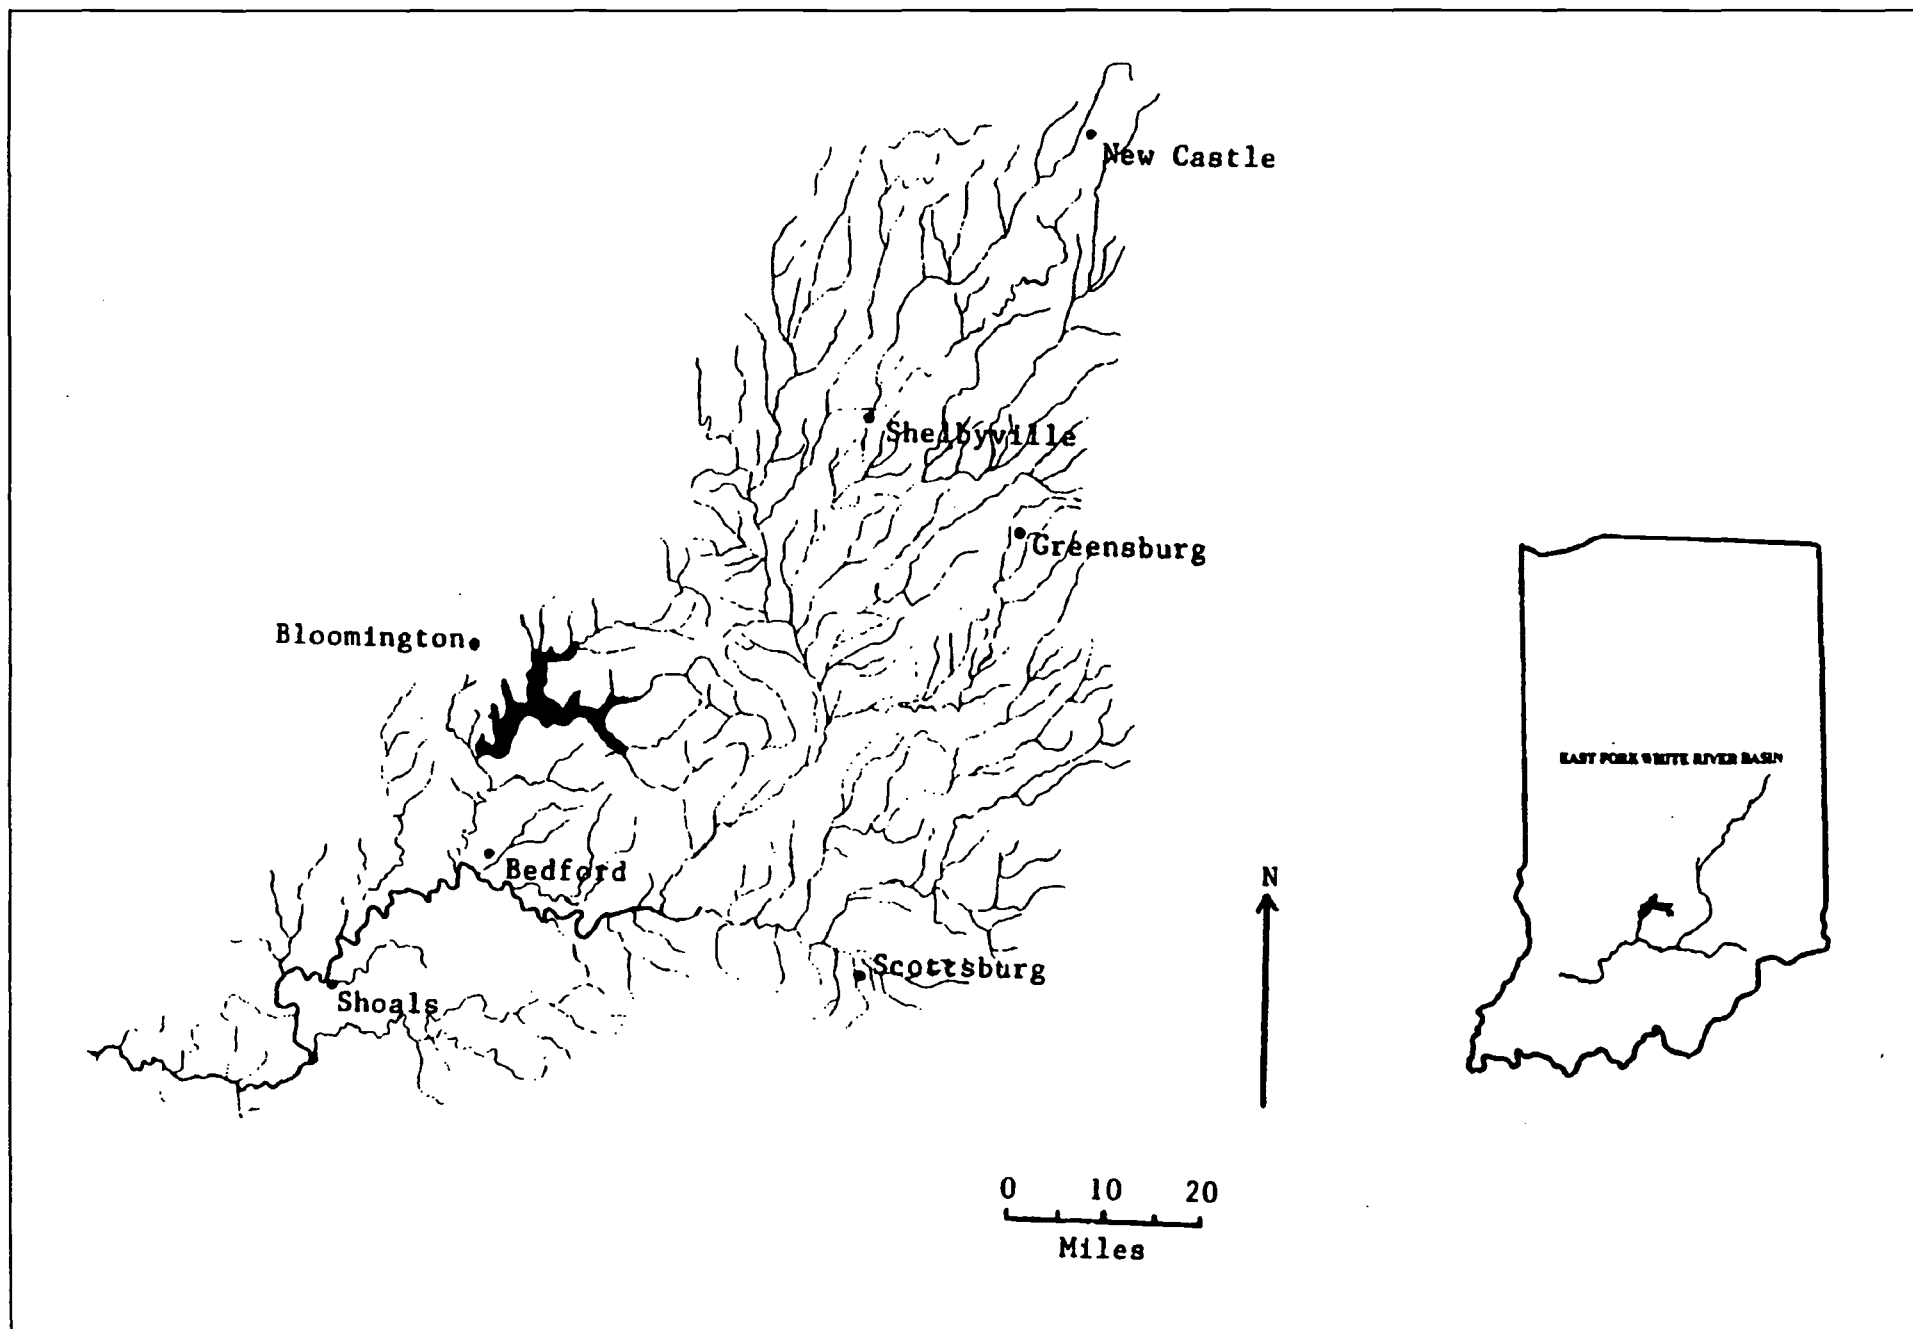 New Castle
Shelbyville
Greensburg
Bloomington
EAST FORK WHITE RIVER BASIN
Bedford
N
Scottsburg
Shoals
0 10 20
Miles